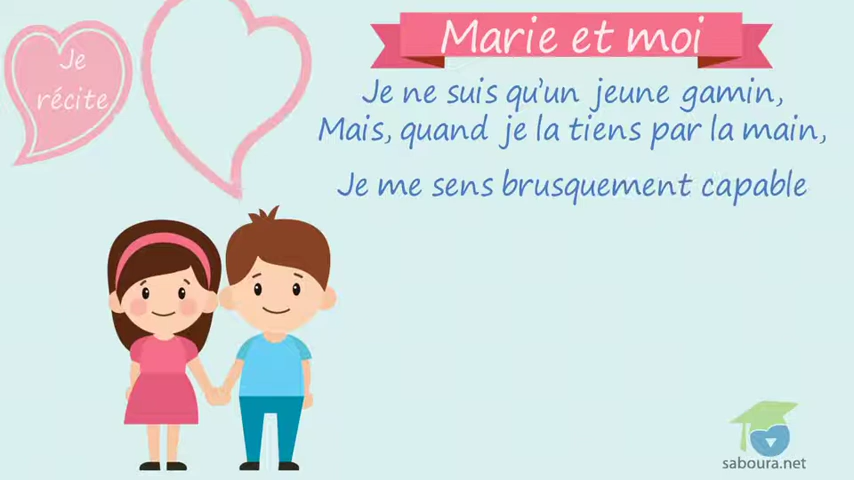 Je
récite
Marie et moi
Je ne suis qu'un jeune gamin,
Mais, quand je la tiens par la main,
Je me sens brusquement capable
saboura.net